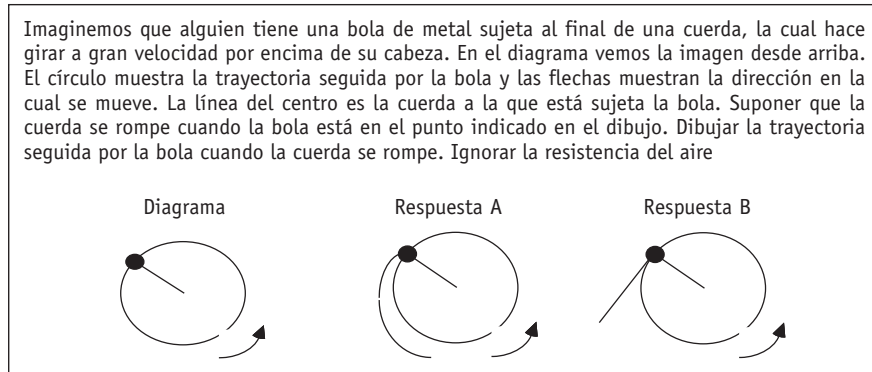 Imaginemos que alguien tiene una bola de metal sujeta al final de una cuerda, la cual hace
girar a gran velocidad por encima de su cabeza. En el diagrama vemos la imagen desde arriba.
El círculo muestra la trayectoria seguida por la bola y las flechas muestran la dirección en la
cual se mueve. La línea del centro es la cuerda a la que está sujeta la bola. Suponer que la
cuerda se rompe cuando la bola está en el punto indicado en el dibujo. Dibujar la trayectoria
seguida por la bola cuando la cuerda se rompe. Ignorar la resistencia del aire
Diagrama Respuesta A Respuesta B